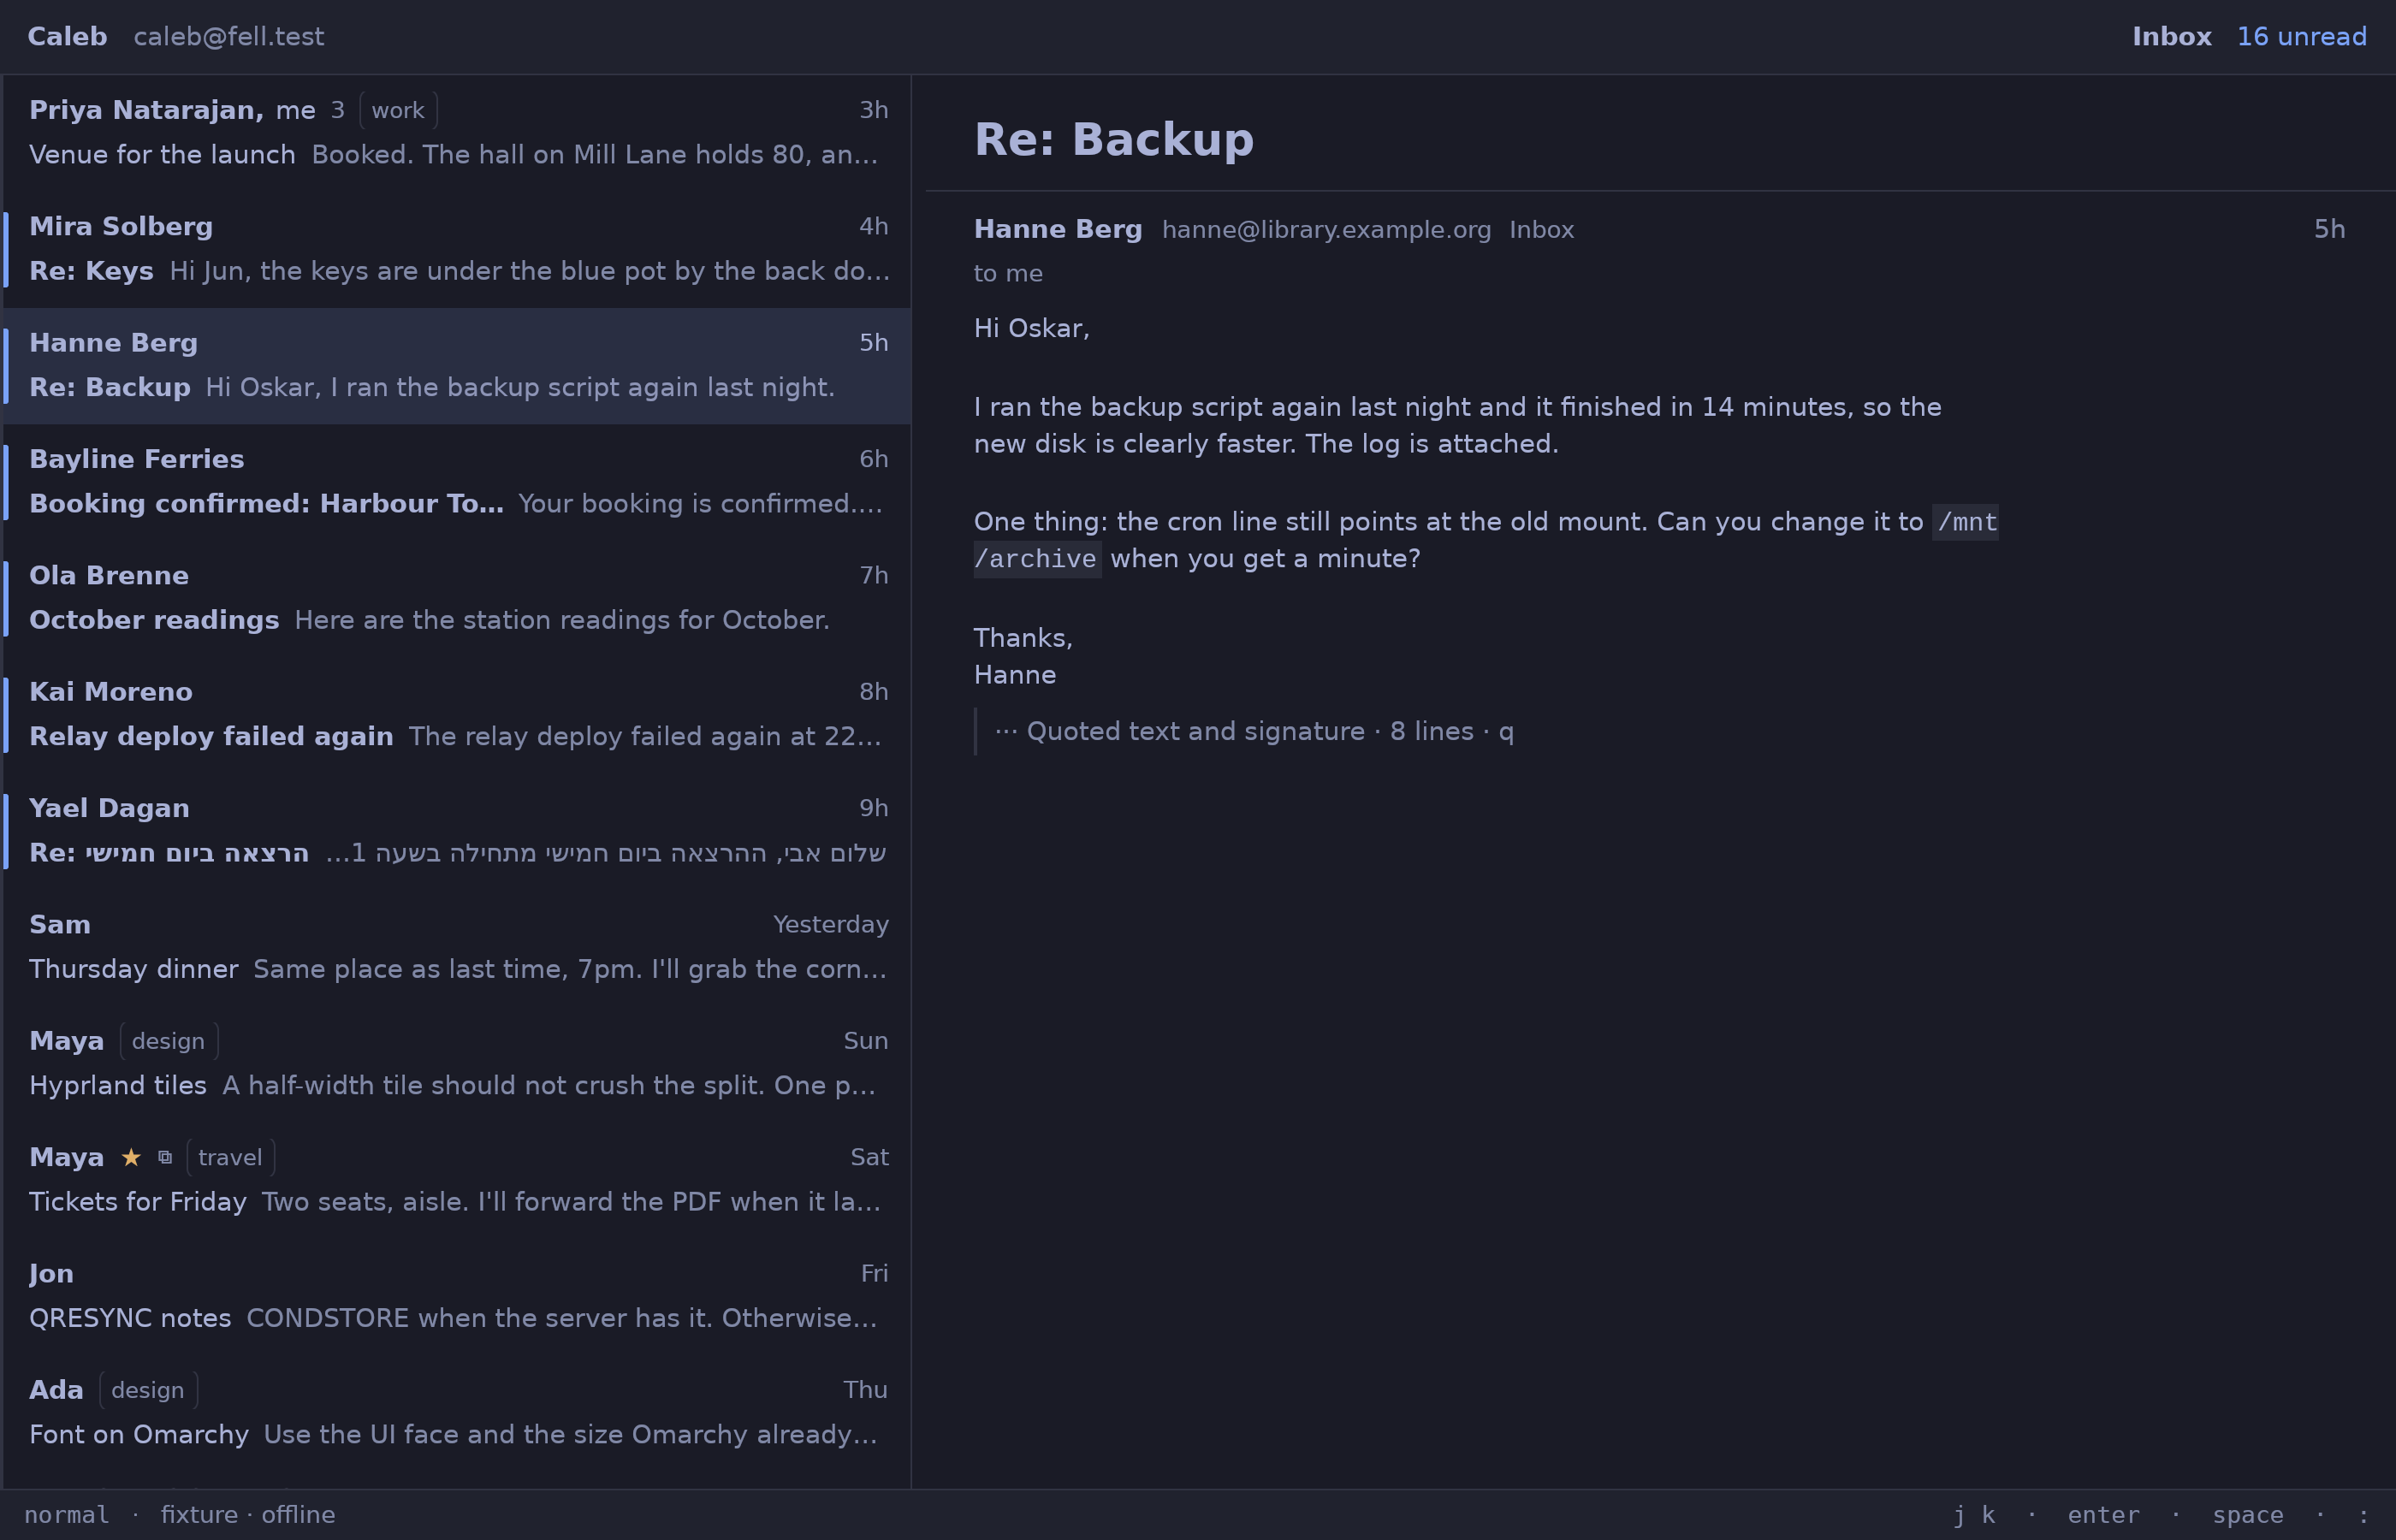 Caleb caleb@fell.test
Inbox 16 unread
Priya Natarajan, me 3 work 3h
Venue for the launch Booked. The hall on Mill Lane holds 80, an…
Mira Solberg 4h
Re: Keys Hi Jun, the keys are under the blue pot by the back do…
Hanne Berg 5h
Re: Backup Hi Oskar, I ran the backup script again last night.
Bayline Ferries 6h
Booking confirmed: Harbour To… Your booking is confirmed.…
Ola Brenne 7h
October readings Here are the station readings for October.
Kai Moreno 8h
Relay deploy failed again The relay deploy failed again at 22…
Yael Dagan 9h
Re: הרצאה ביום חמישי שלום אבי, ההרצאה ביום חמישי מתחילה בשעה 1…
Sam Yesterday
Thursday dinner Same place as last time, 7pm. I'll grab the corn…
Maya design Sun
Hyprland tiles A half-width tile should not crush the split. One p…
Maya ★ ⧉ travel Sat
Tickets for Friday Two seats, aisle. I'll forward the PDF when it la…
Jon Fri
QRESYNC notes CONDSTORE when the server has it. Otherwise…
Ada design Thu
Font on Omarchy Use the UI face and the size Omarchy already…
Re: Backup
Hanne Berg hanne@library.example.org Inbox 5h
to me
Hi Oskar,
I ran the backup script again last night and it finished in 14 minutes, so the
new disk is clearly faster. The log is attached.
One thing: the cron line still points at the old mount. Can you change it to /mnt
/archive when you get a minute?
Thanks,
Hanne
··· Quoted text and signature · 8 lines · q
normal · fixture · offline
j k · enter · space · :